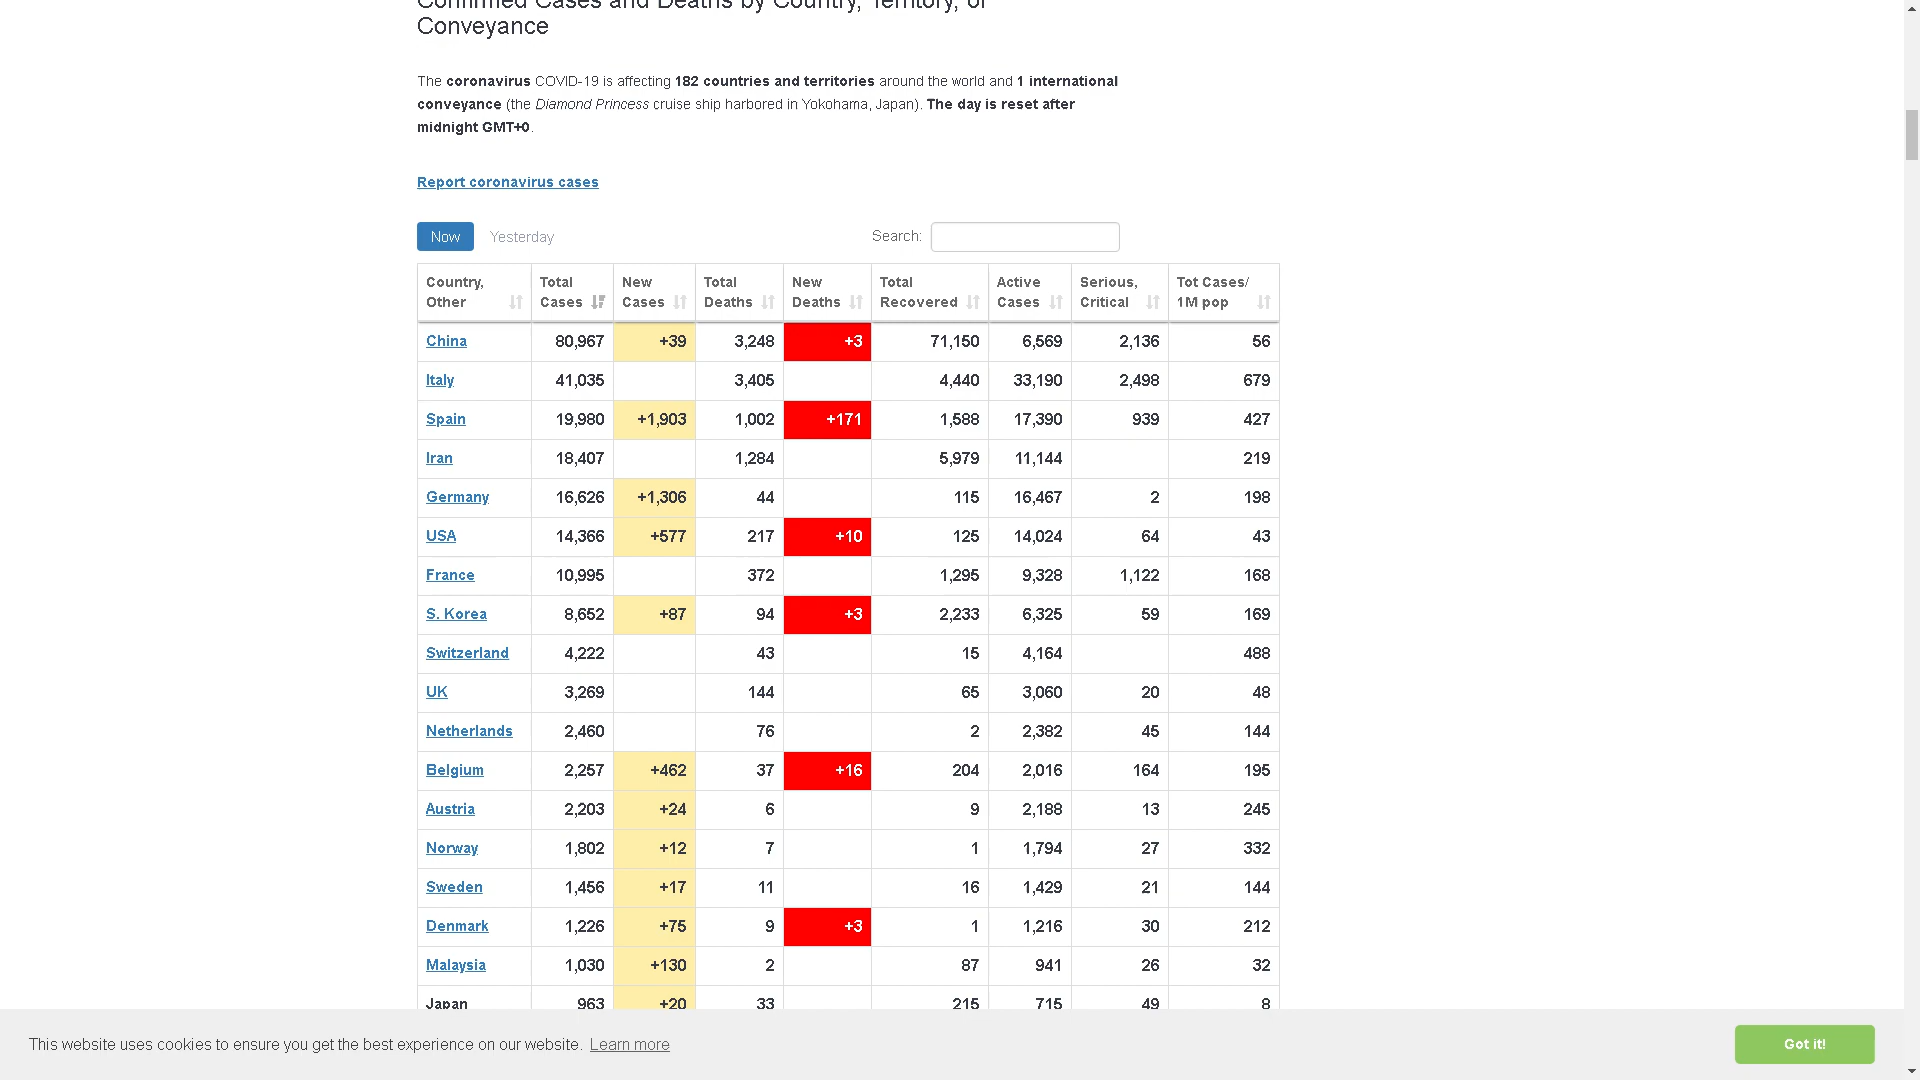 Confirmed Cases and Deaths by Country, Territory, or
Conveyance
The coronavirus COVID-19 is affecting 182 countries and territories around the world and 1 international
conveyance (the Diamond Princess cruise ship harbored in Yokohama, Japan). The day is reset after
midnight GMT+0.
Report coronavirus cases
Now Yesterday Search:
Country, Other Total Cases New Cases Total Deaths New Deaths Total Recovered Active Cases Serious, Critical Tot Cases/ 1M pop
China 80,967 +39 3,248 +3 71,150 6,569 2,136 56
Italy 41,035 3,405 4,440 33,190 2,498 679
Spain 19,980 +1,903 1,002 +171 1,588 17,390 939 427
Iran 18,407 1,284 5,979 11,144 219
Germany 16,626 +1,306 44 115 16,467 2 198
USA 14,366 +577 217 +10 125 14,024 64 43
France 10,995 372 1,295 9,328 1,122 168
S. Korea 8,652 +87 94 +3 2,233 6,325 59 169
Switzerland 4,222 43 15 4,164 488
UK 3,269 144 65 3,060 20 48
Netherlands 2,460 76 2 2,382 45 144
Belgium 2,257 +462 37 +16 204 2,016 164 195
Austria 2,203 +24 6 9 2,188 13 245
Norway 1,802 +12 7 1 1,794 27 332
Sweden 1,456 +17 11 16 1,429 21 144
Denmark 1,226 +75 9 +3 1 1,216 30 212
Malaysia 1,030 +130 2 87 941 26 32
Japan 963 +20 33 215 715 49 8
This website uses cookies to ensure you get the best experience on our website. Learn more Got it!